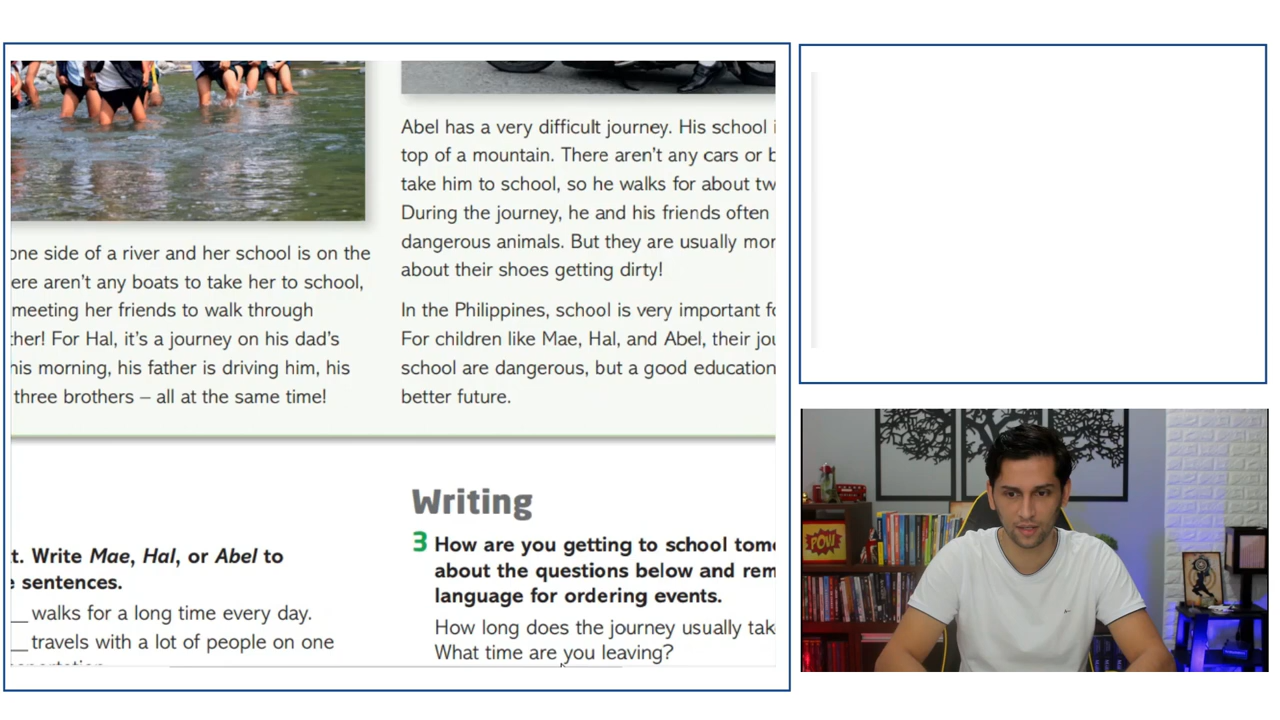 one side of a river and her school is on the
ere aren't any boats to take her to school,
meeting her friends to walk through
her! For Hal, it's a journey on his dad's
his morning, his father is driving him, his
three brothers – all at the same time!
Abel has a very difficult journey. His school i
top of a mountain. There aren't any cars or b
take him to school, so he walks for about tw
During the journey, he and his friends often
dangerous animals. But they are usually mor
about their shoes getting dirty!
In the Philippines, school is very important fo
For children like Mae, Hal, and Abel, their jou
school are dangerous, but a good education
better future.
t. Write Mae, Hal, or Abel to
sentences.
__ walks for a long time every day.
__ travels with a lot of people on one
Writing
3 How are you getting to school tomo
about the questions below and rem
language for ordering events.
How long does the journey usually tak
What time are you leaving?
POW